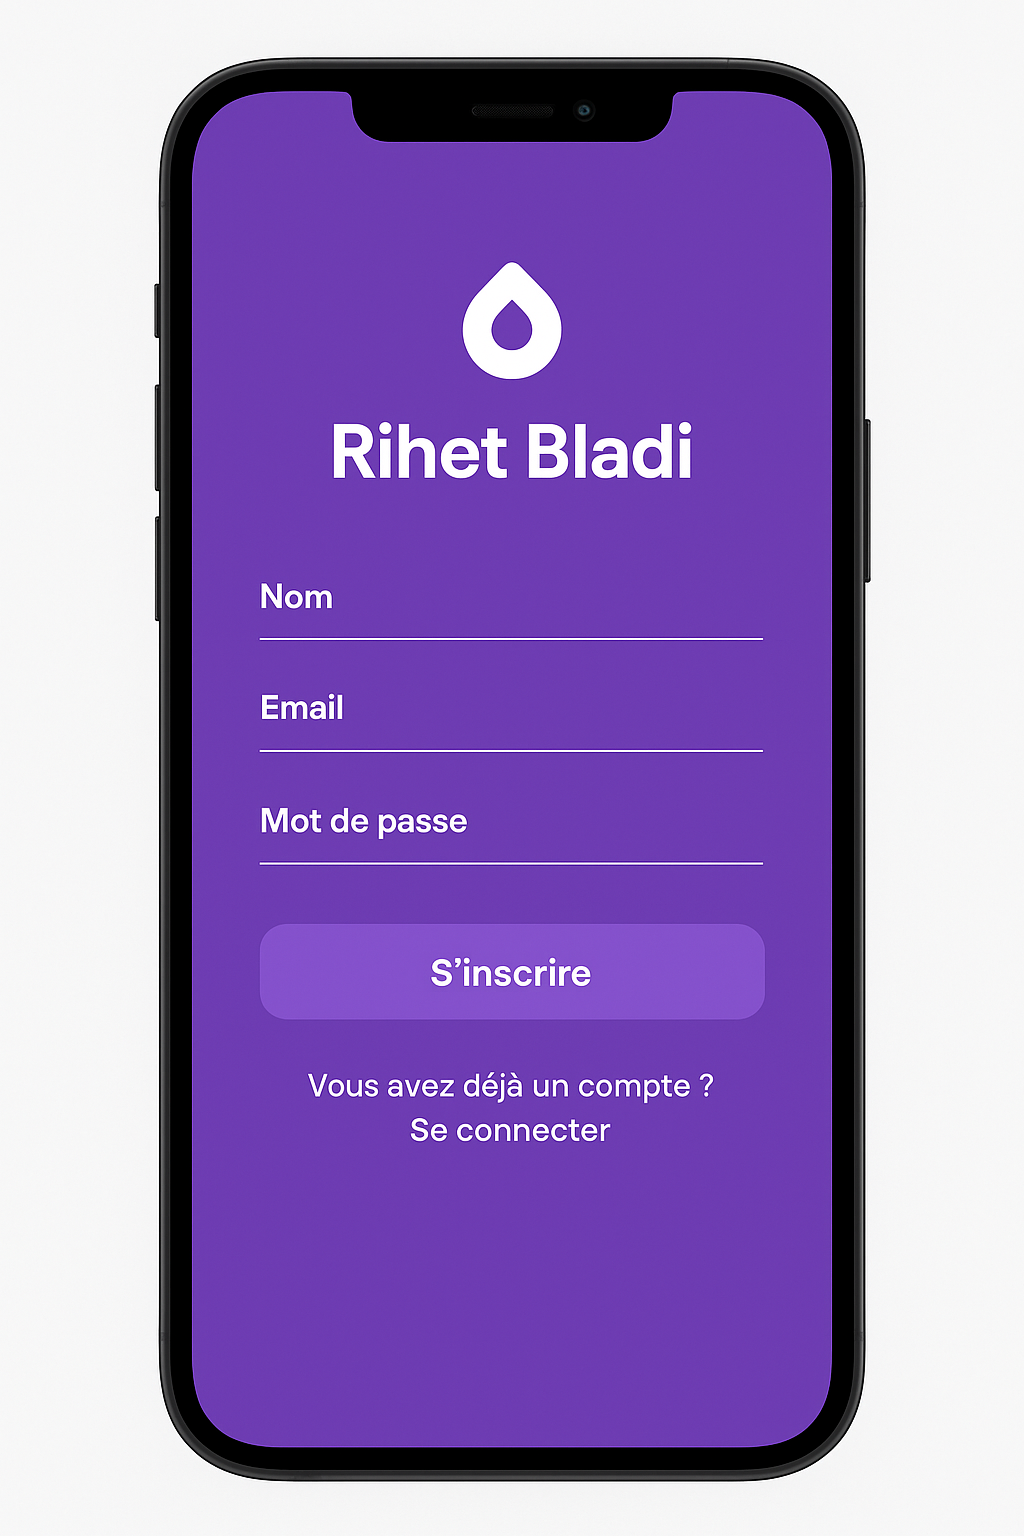 Rihet Bladi
Nom
Email
Mot de passe
S’inscrire
Vous avez déjà un compte ?
Se connecter